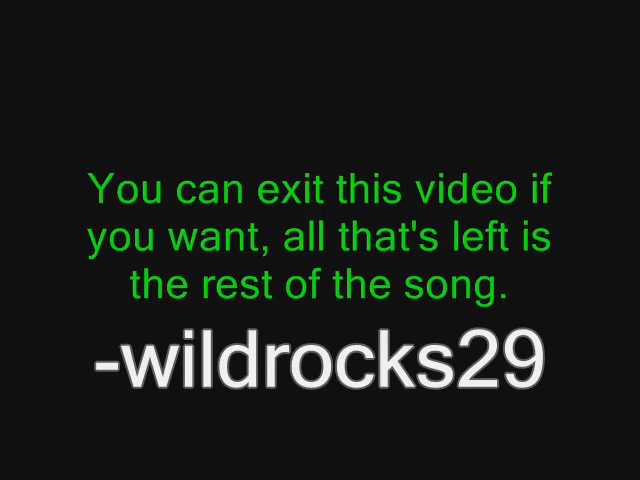 You can exit this video if
you want, all that's left is
the rest of the song.
-wildrocks29